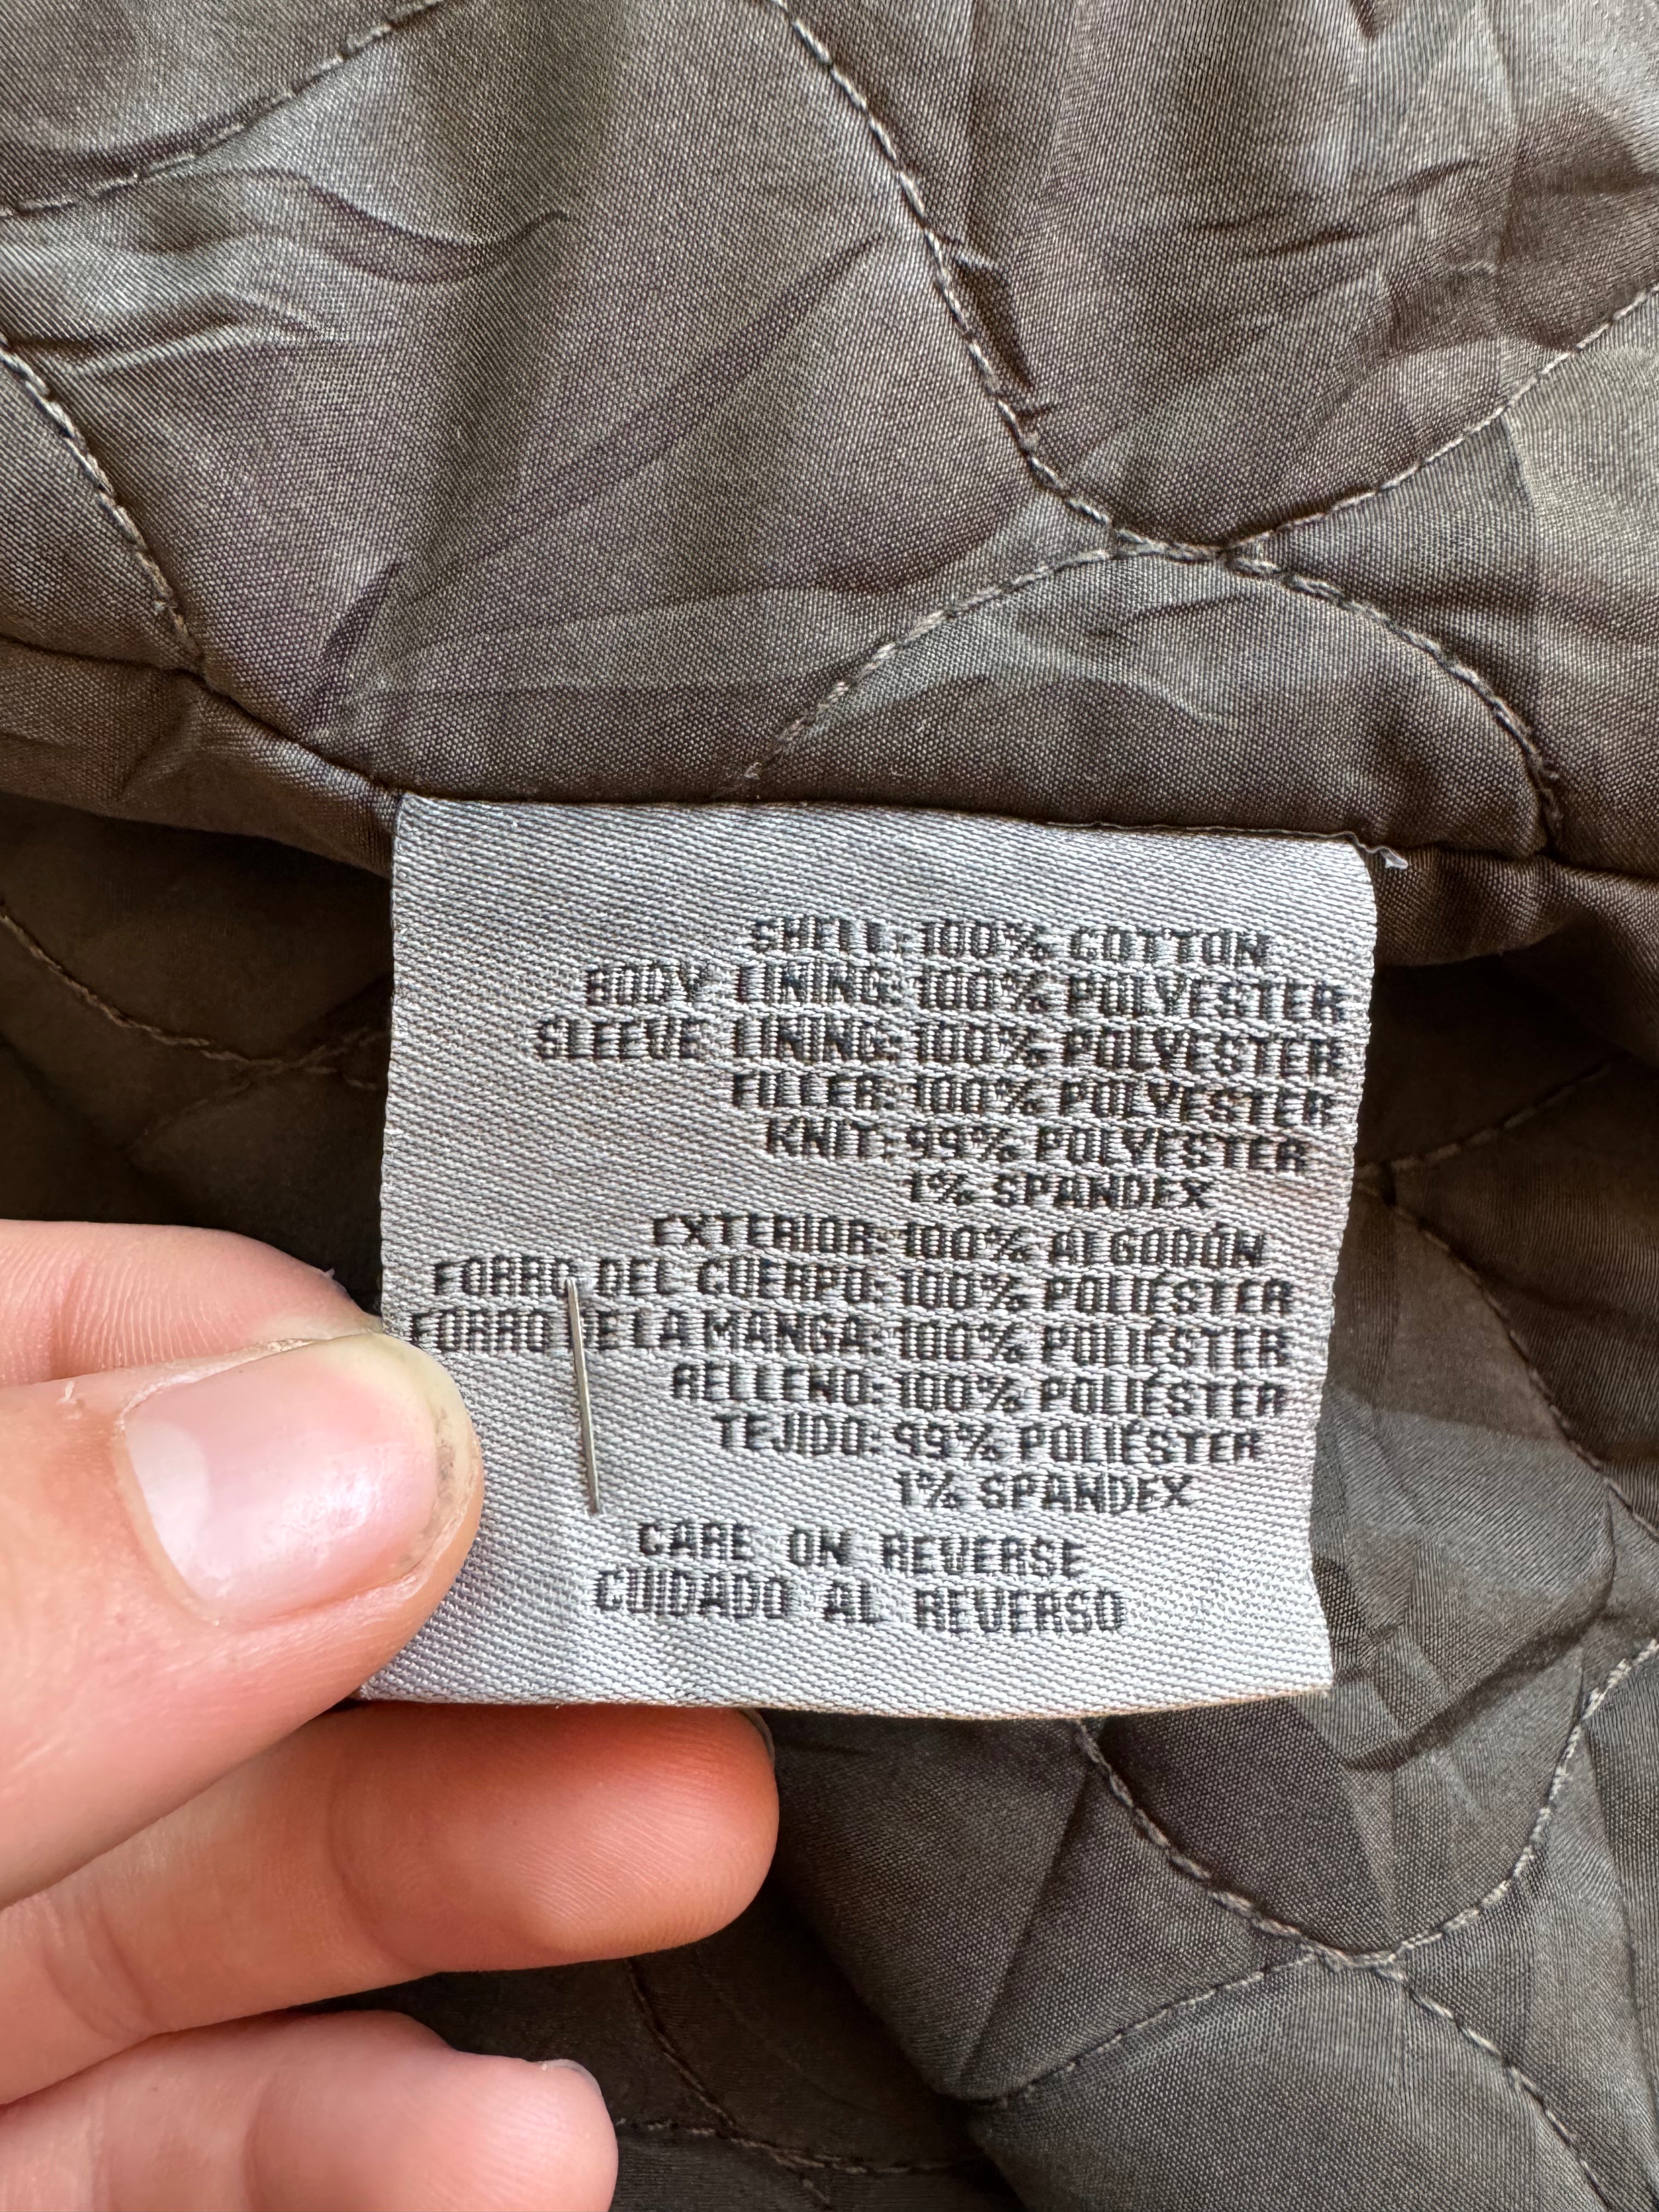 SHELL: 100% COTTON
BODY LINING: 100% POLYESTER
SLEEVE LINING: 100% POLYESTER
FILLER: 100% POLYESTER
KNIT: 99% POLYESTER
1% SPANDEX
EXTERIOR: 100% ALGODÓN
FORRO DEL CUERPO: 100% POLIÉSTER
FORRO DE LA MANGA: 100% POLIÉSTER
RELLENO: 100% POLIÉSTER
TEJIDO: 99% POLIÉSTER
1% SPANDEX
CARE ON REVERSE
CUIDADO AL REVERSO